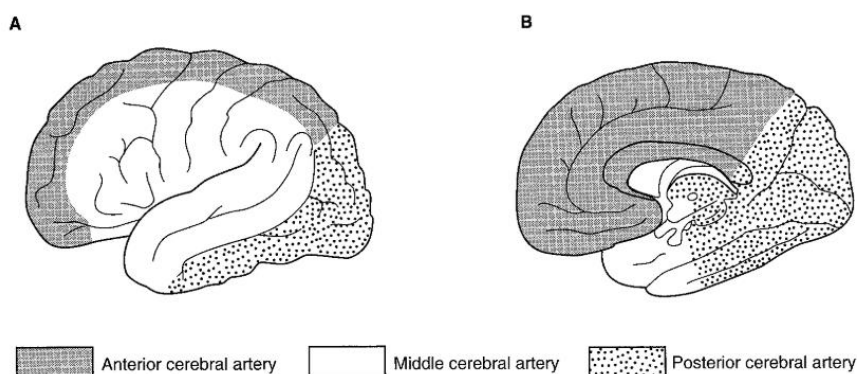 A
B
Anterior cerebral artery
Middle cerebral artery
Posterior cerebral artery